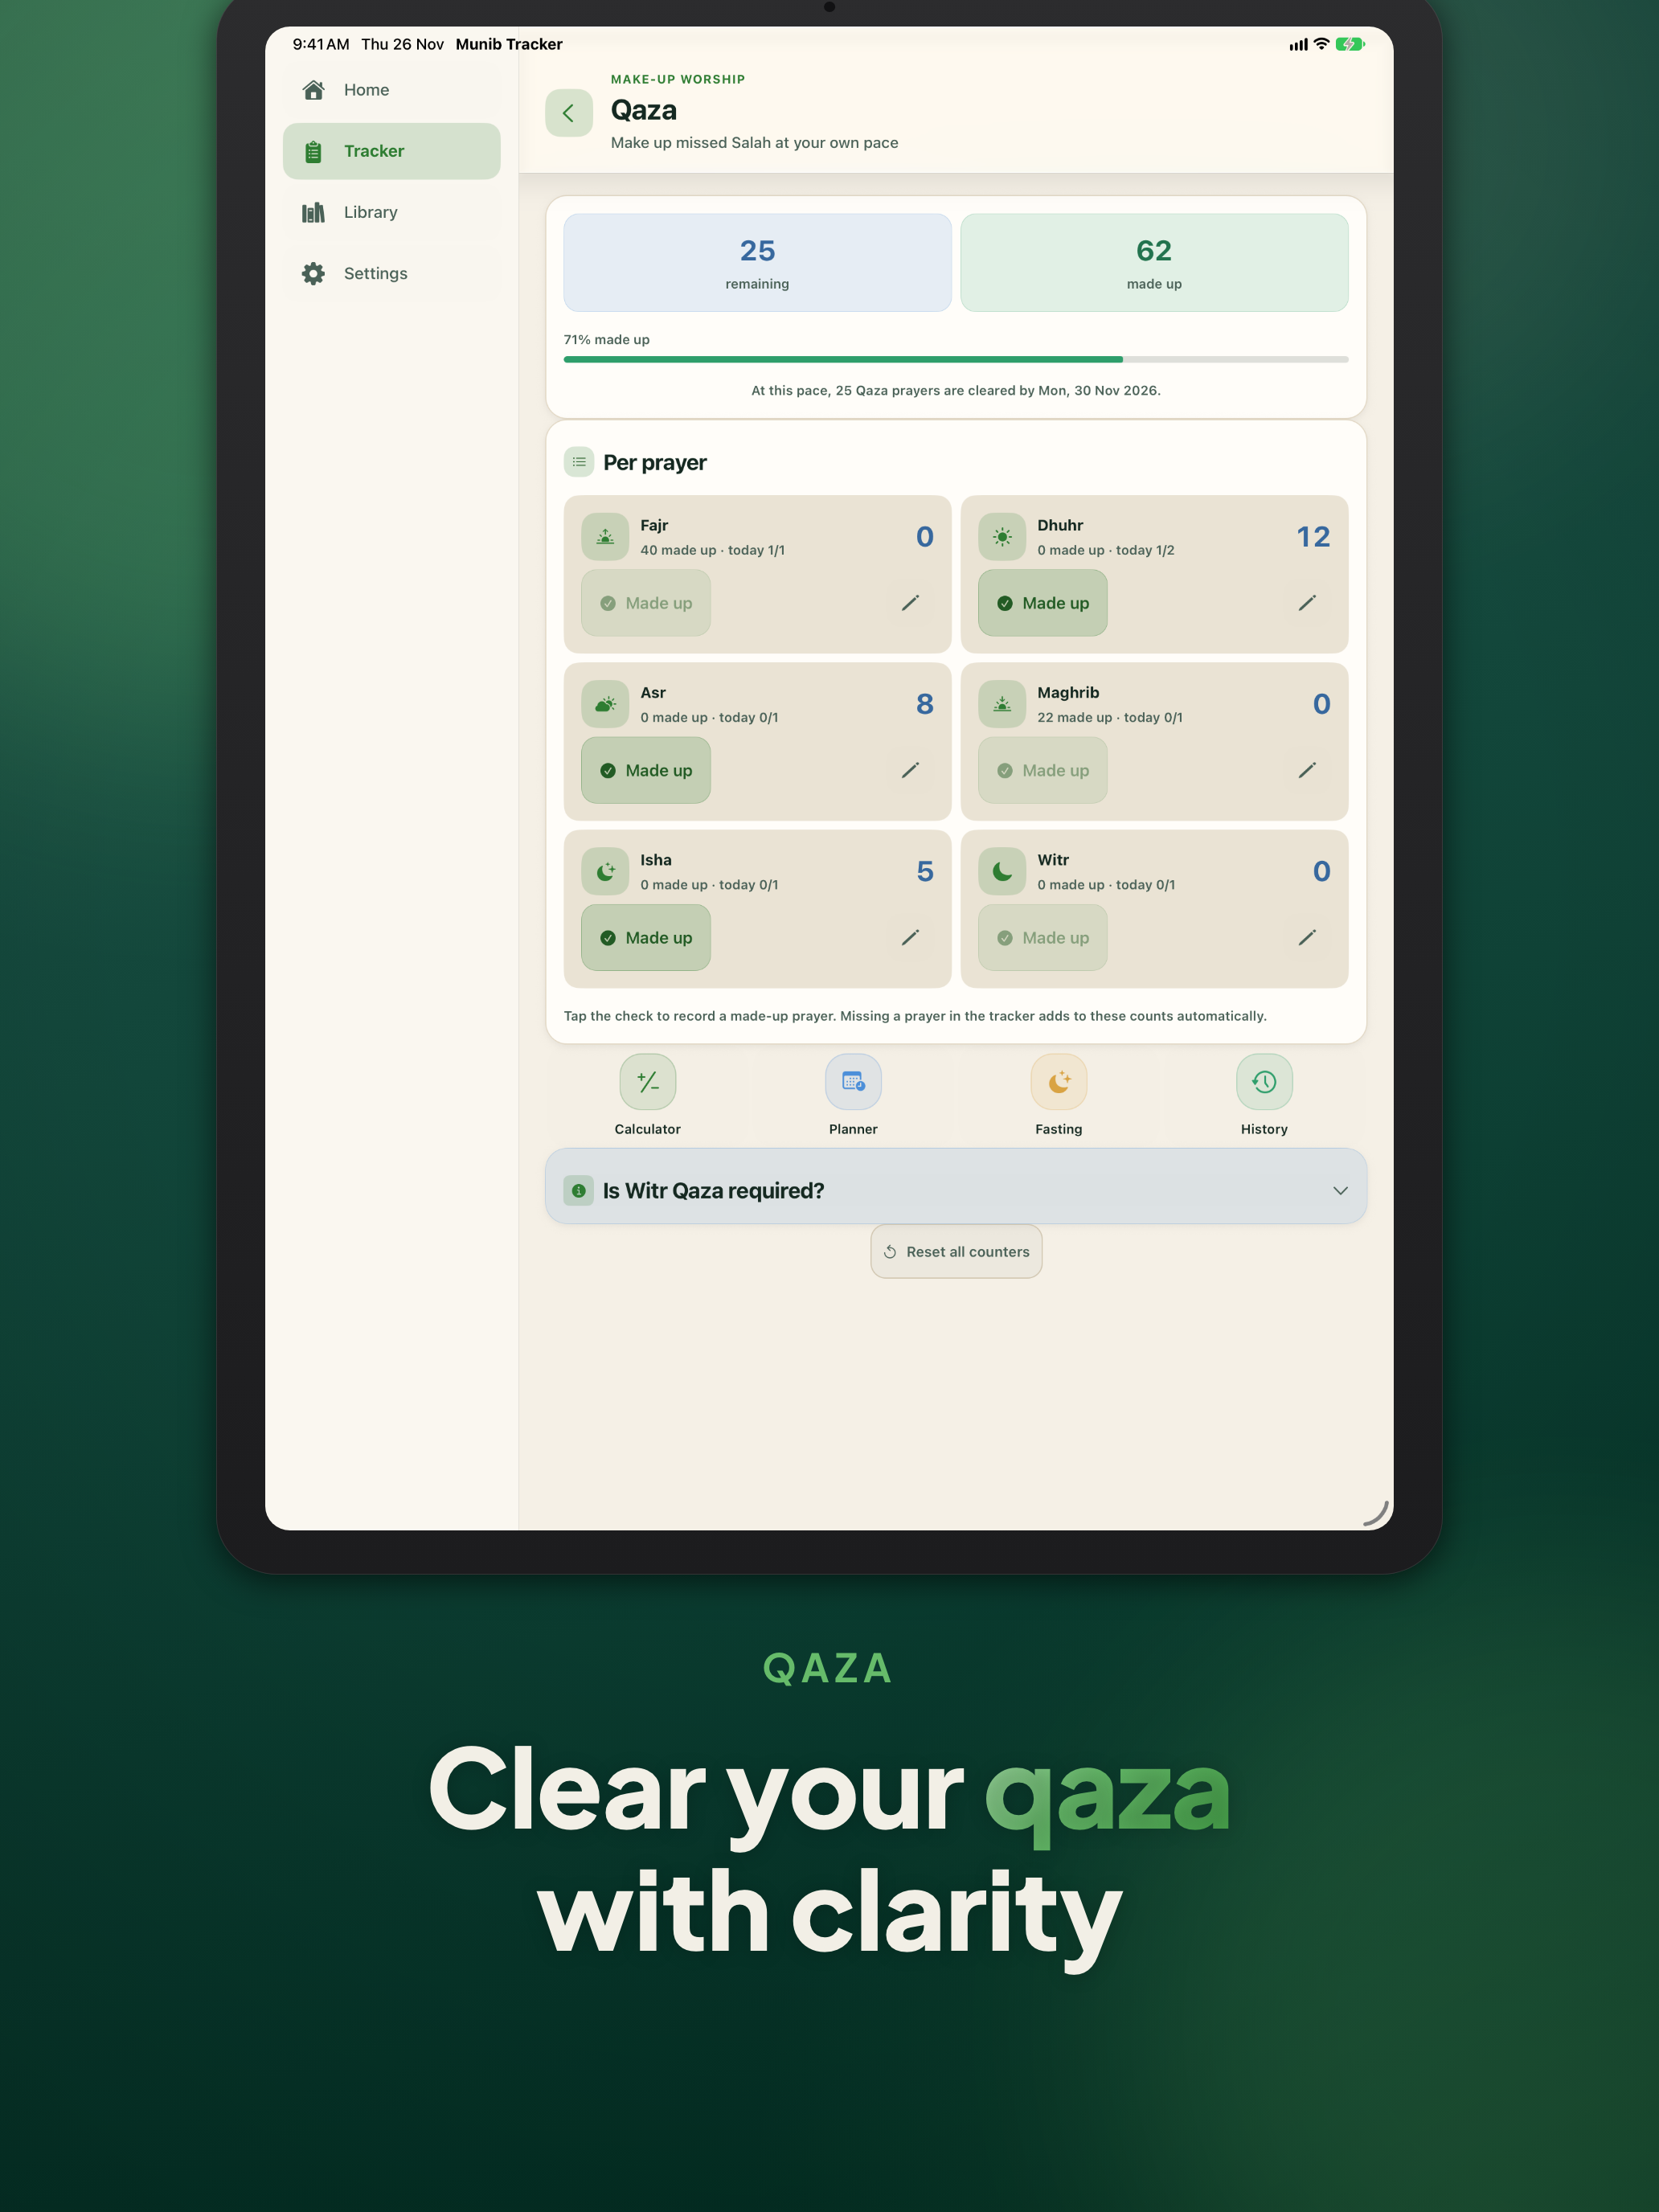 9:41 AM Thu 26 Nov Munib Tracker
Home
Tracker
Library
Settings
MAKE-UP WORSHIP
Qaza
Make up missed Salah at your own pace
25
remaining
62
made up
71% made up
At this pace, 25 Qaza prayers are cleared by Mon, 30 Nov 2026.
Per prayer
Fajr
40 made up · today 1/1
0
Made up
Dhuhr
0 made up · today 1/2
12
Made up
Asr
0 made up · today 0/1
8
Made up
Maghrib
22 made up · today 0/1
0
Made up
Isha
0 made up · today 0/1
5
Made up
Witr
0 made up · today 0/1
0
Made up
Tap the check to record a made-up prayer. Missing a prayer in the tracker adds to these counts automatically.
Calculator
Planner
Fasting
History
Is Witr Qaza required?
Reset all counters
QAZA
Clear your qaza
with clarity